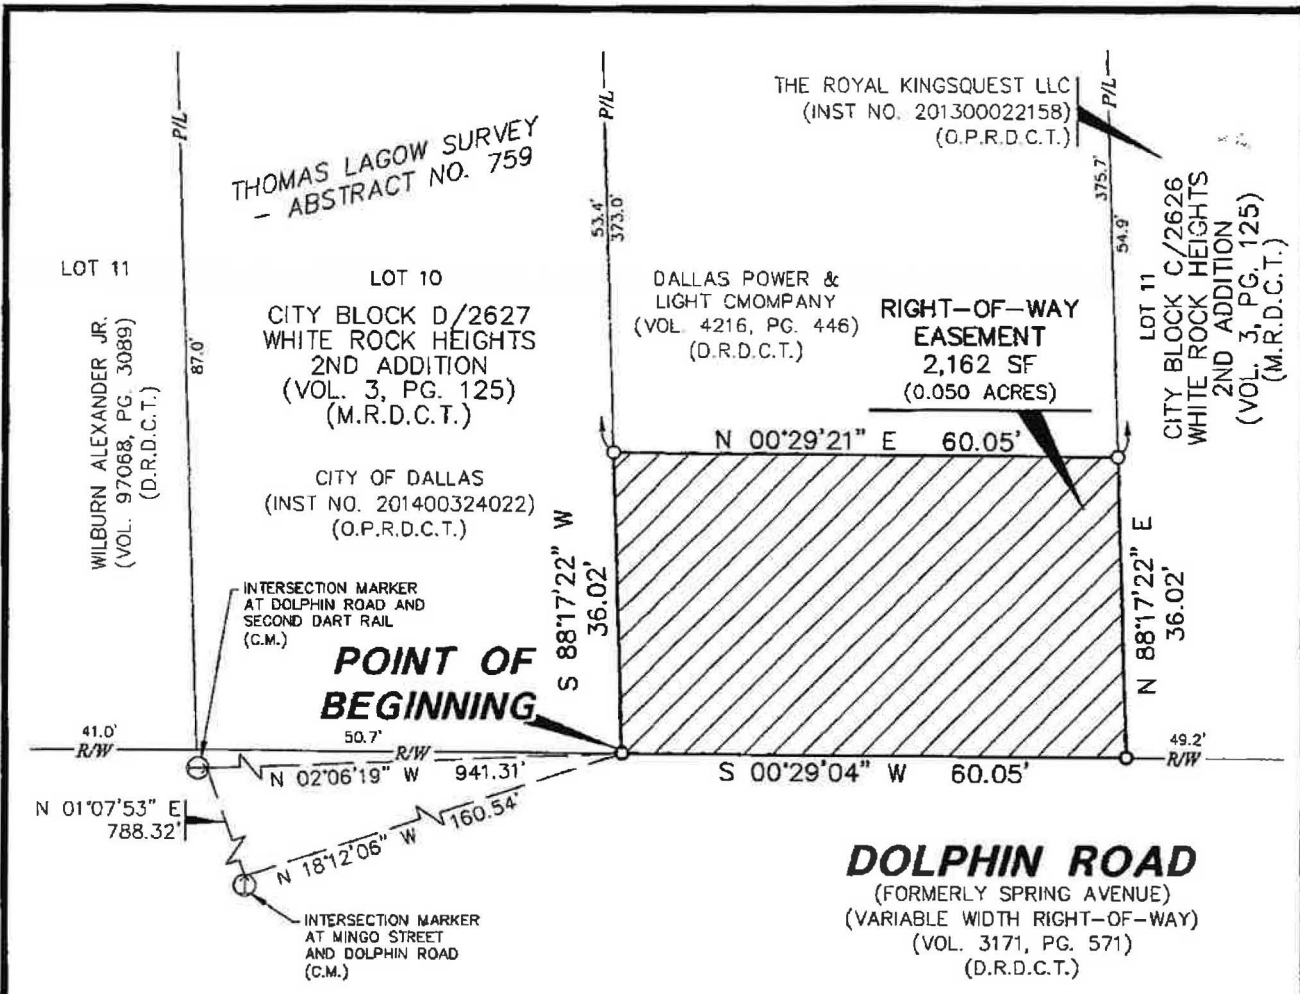 P/L
P/L
P/L
THE ROYAL KINGSQUEST LLC
(INST NO. 201300022158)
(O.P.R.D.C.T.)
THOMAS LAGOW SURVEY
- ABSTRACT NO. 759
53.4'
373.0'
375.7'
54.9'
LOT 11
CITY BLOCK C/2626
WHITE ROCK HEIGHTS
2ND ADDITION
(VOL. 3, PG. 125)
(M.R.D.C.T.)
LOT 11
WILBURN ALEXANDER JR.
(VOL. 97068, PG. 3089)
(D.R.D.C.T.)
87.0'
LOT 10
CITY BLOCK D/2627
WHITE ROCK HEIGHTS
2ND ADDITION
(VOL. 3, PG. 125)
(M.R.D.C.T.)
CITY OF DALLAS
(INST NO. 201400324022)
(O.P.R.D.C.T.)
DALLAS POWER &
LIGHT CMOMPANY
(VOL. 4216, PG. 446)
(D.R.D.C.T.)
RIGHT-OF-WAY
EASEMENT
2,162 SF
(0.050 ACRES)
N 00°29'21" E 60.05'
S 88°17'22" W
36.02'
N 88°17'22" E
36.02'
INTERSECTION MARKER
AT DOLPHIN ROAD AND
SECOND DART RAIL
(C.M.)
POINT OF
BEGINNING
41.0'
R/W
50.7'
R/W
49.2'
R/W
N 02°06'19" W 941.31'
S 00°29'04" W 60.05'
N 01°07'53" E
788.32'
N 18°12'06" W 160.54'
INTERSECTION MARKER
AT MINGO STREET
AND DOLPHIN ROAD
(C.M.)
DOLPHIN ROAD
(FORMERLY SPRING AVENUE)
(VARIABLE WIDTH RIGHT-OF-WAY)
(VOL. 3171, PG. 571)
(D.R.D.C.T.)